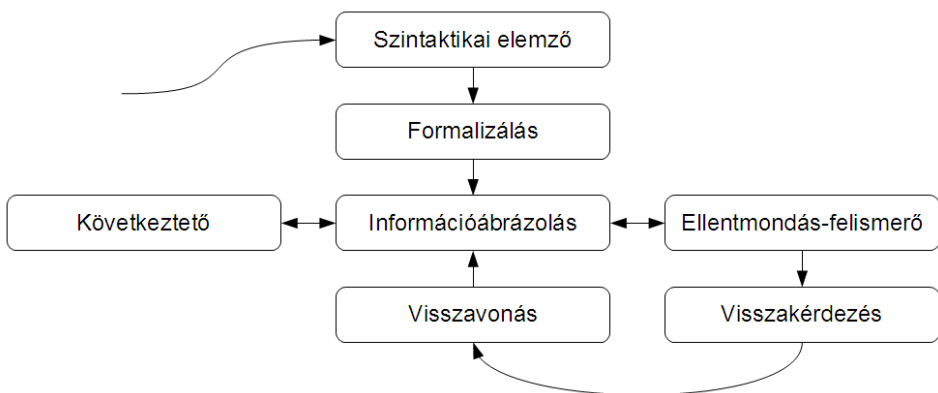 Szintaktikai elemző
Formalizálás
Következtető
Információábrázolás
Ellentmondás-felismerő
Visszavonás
Visszakérdezés